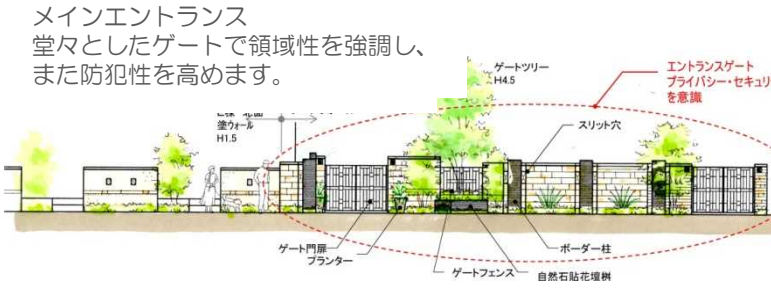 メインエントランス
堂々としたゲートで領域性を強調し、
また防犯性を高めます。
ゲートツリー
H4.5
エントランスゲート
プライバシー・セキュリ
を意識
塗ウォール
H1.5
スリット穴
ゲート門扉
プランター
ボーダー柱
ゲートフェンス
自然石貼花壇桝